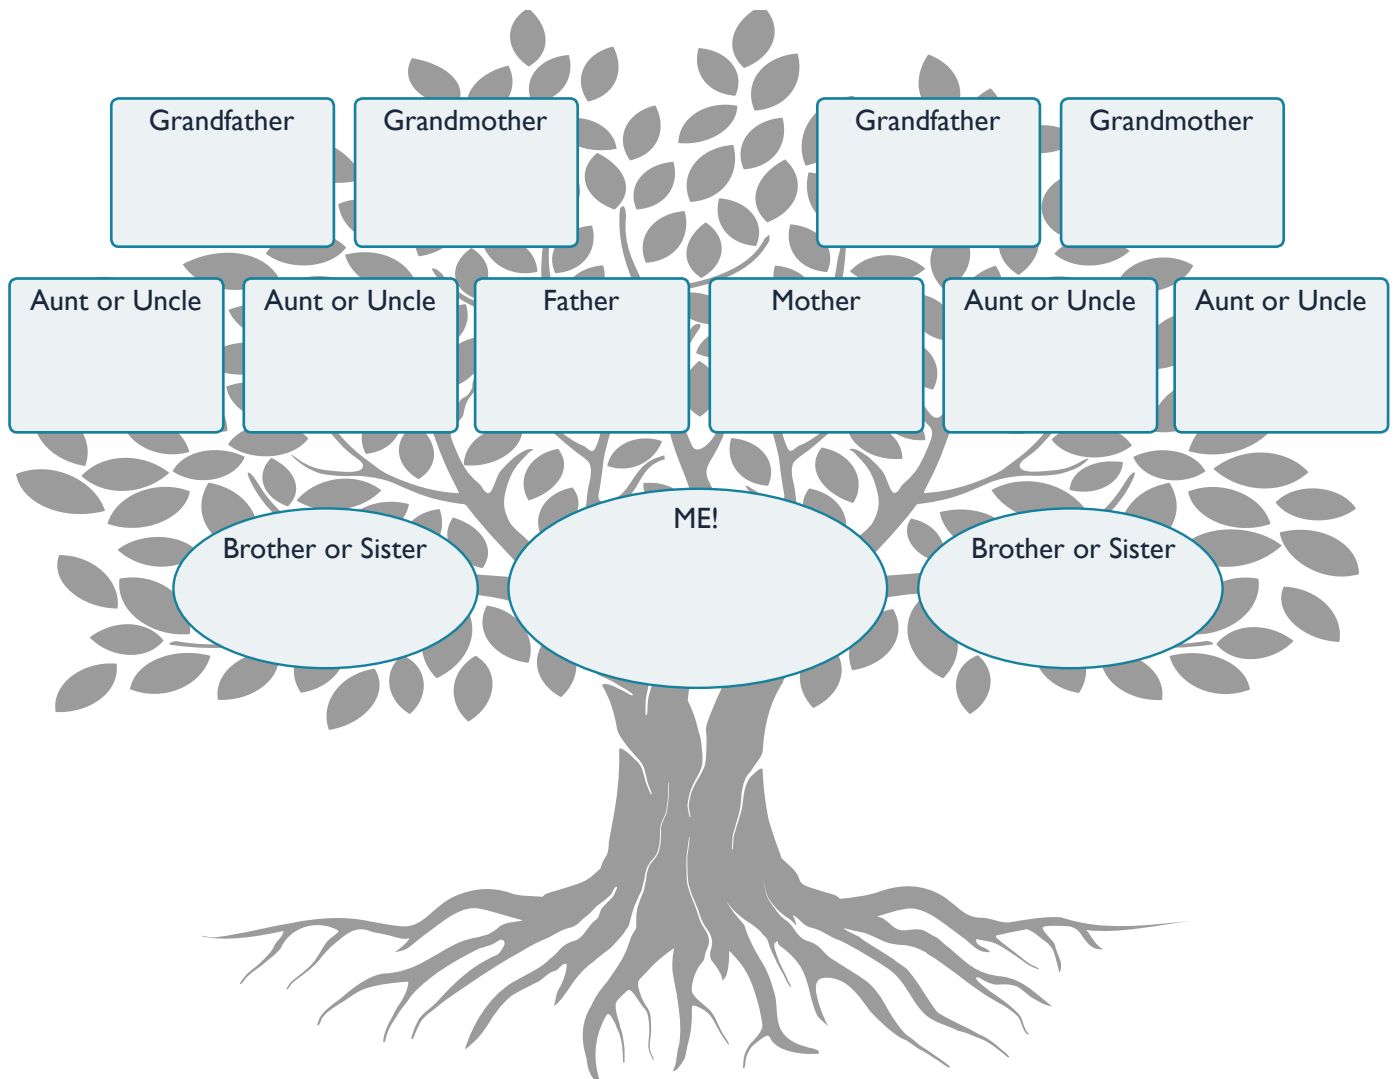 Grandfather
Grandmother
Grandfather
Grandmother
Aunt or Uncle
Aunt or Uncle
Father
Mother
Aunt or Uncle
Aunt or Uncle
ME!
Brother or Sister
Brother or Sister